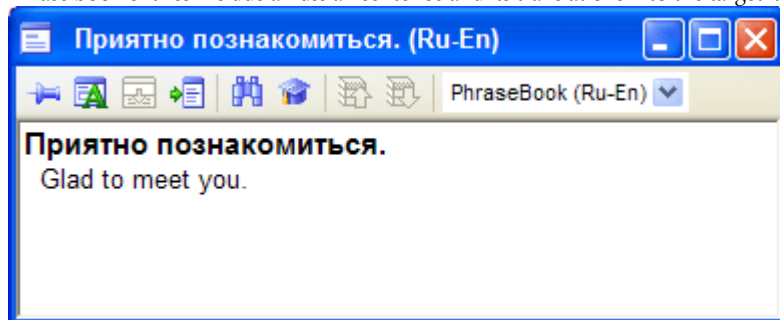 Приятно познакомиться. (Ru-En)
PhraseBook (Ru-En)
Приятно познакомиться.
Glad to meet you.